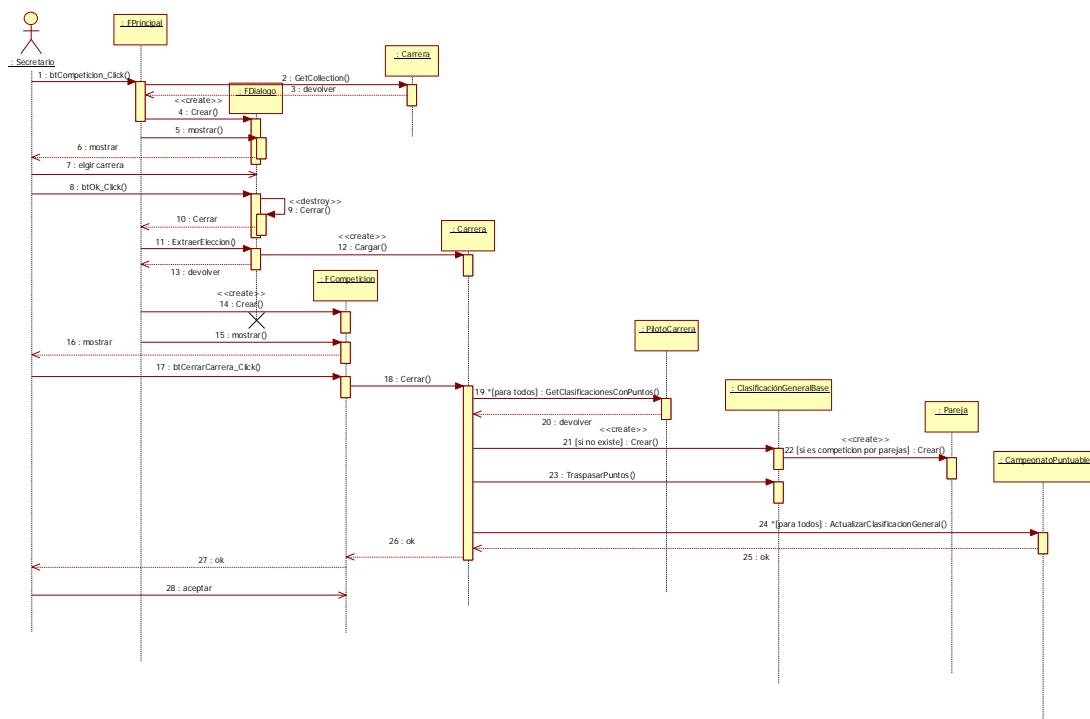 : FPrincipal
: Secretario
: Carrera
1 : btCompeticion_Click()
2 : GetCollection()
3 : devolver
: FDialogo
<<create>>
4 : Crear()
5 : mostrar()
6 : mostrar
7 : elgir carrera
8 : btOk_Click()
<<destroy>>
9 : Cerrar()
10 : Cerrar
: Carrera
11 : ExtraerEleccion()
<<create>>
12 : Cargar()
13 : devolver
: FCompeticion
<<create>>
14 : Crear()
15 : mostrar()
16 : mostrar
: PilotoCarrera
17 : btCerrarCarrera_Click()
18 : Cerrar()
19 *[para todos] : GetClasificacionesConPuntos()
: ClasificaciónGeneralBase
20 : devolver
: Pareja
<<create>>
21 [si no existe] : Crear()
<<create>>
22 [si es competicion por parejas] : Crear()
: CampeonatoPuntuable
23 : TraspasarPuntos()
24 *[para todos] : ActualizarClasificacionGeneral()
25 : ok
26 : ok
27 : ok
28 : aceptar